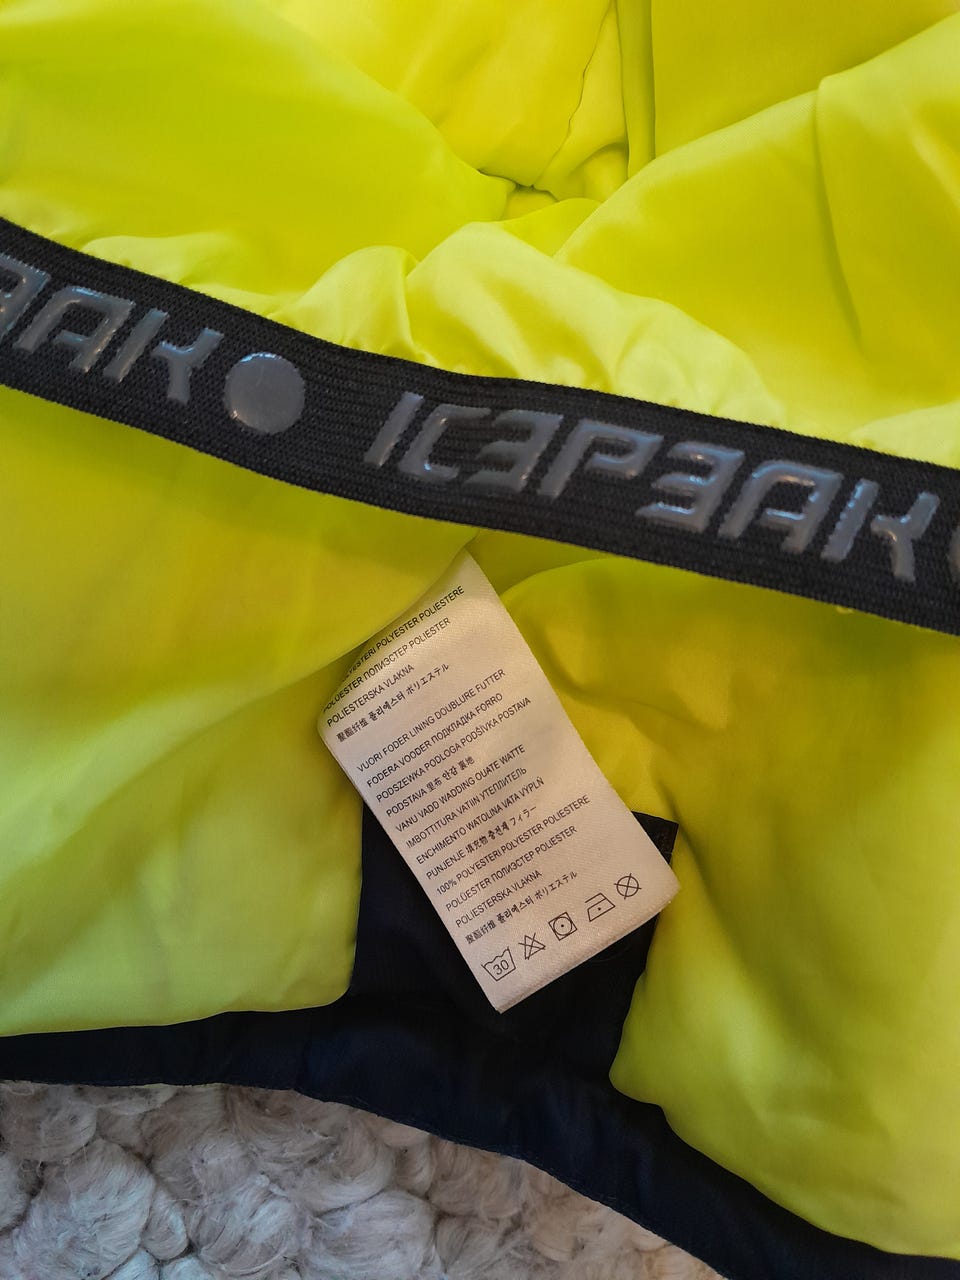 ICEPEAK
POLYESTER POLIESTERE
POLÜESTER ПОЛИЭСТЕР POLIESTER
POLIESTERSKA VLAKNA
聚酯纤维 폴리에스터 ポリエステル
VUORI FODER LINING DOUBLURE FUTTER
FODERA VOODER ПОДКЛАДКА FORRO
PODSZEWKA PODLOGA PODŠÍVKA POSTAVA
PODSTAVA 里布 안감 裏地
VANU VADD WADDING OUATE WATTE
IMBOTTITURA VATIIN УТЕПЛИТЕЛЬ
ENCHIMENTO WATOLINA VATA VYPLŇ
PUNJENJE 填充物 충전재 フィラー
100% POLYESTERI POLYESTER POLIESTERE
POLÜESTER ПОЛИЭСТЕР POLIESTER
POLIESTERSKA VLAKNA
聚酯纤维 폴리에스터 ポリエステル
30